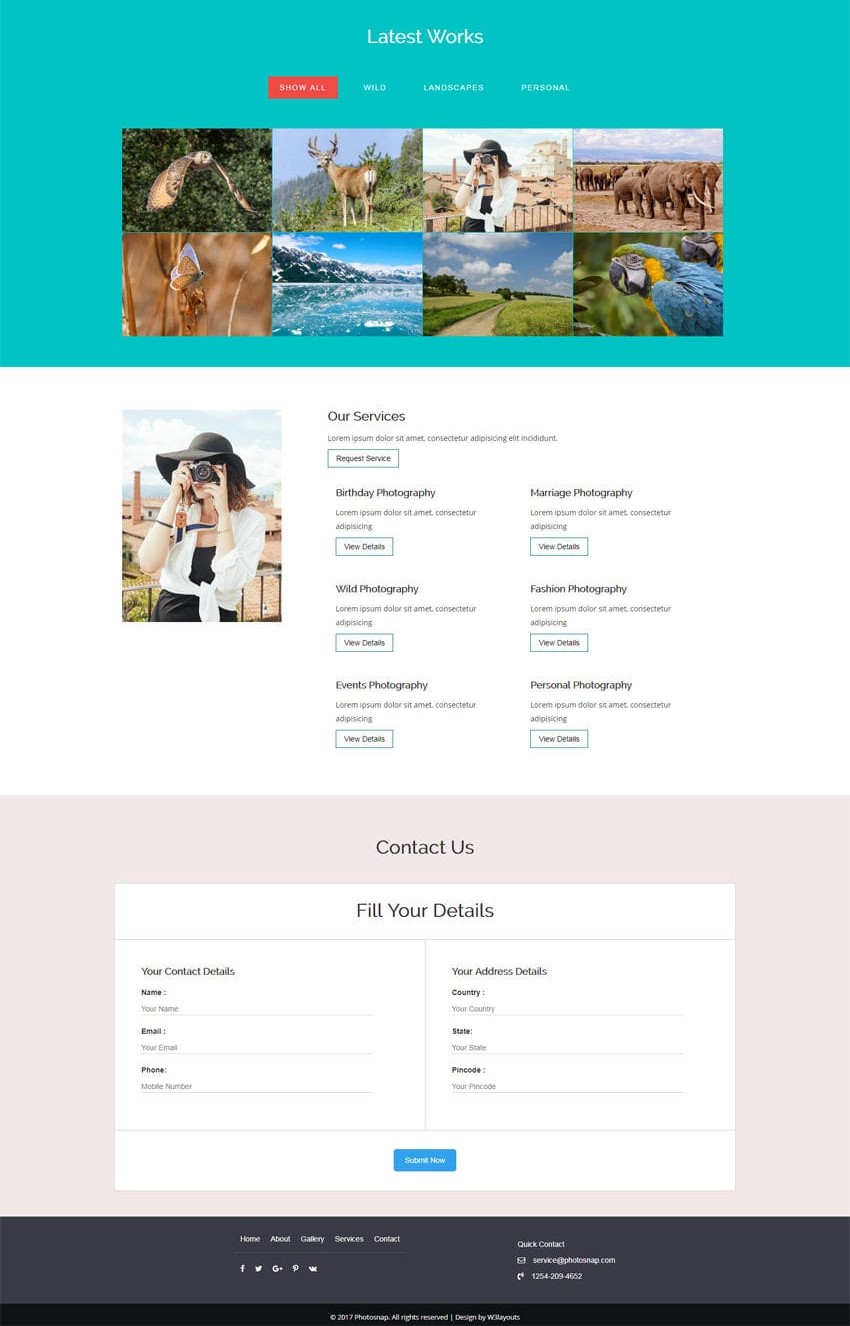 Latest Works
SHOW ALL WILD LANDSCAPES PERSONAL
Our Services
Lorem ipsum dolor sit amet, consectetur adipisicing elit incididunt.
Request Service
Birthday Photography
Lorem ipsum dolor sit amet, consectetur
adipisicing
View Details
Marriage Photography
Lorem ipsum dolor sit amet, consectetur
adipisicing
View Details
Wild Photography
Lorem ipsum dolor sit amet, consectetur
adipisicing
View Details
Fashion Photography
Lorem ipsum dolor sit amet, consectetur
adipisicing
View Details
Events Photography
Lorem ipsum dolor sit amet, consectetur
adipisicing
View Details
Personal Photography
Lorem ipsum dolor sit amet, consectetur
adipisicing
View Details
Contact Us
Fill Your Details
Your Contact Details
Name :
Your Name
Email :
Your Email
Phone:
Mobile Number
Your Address Details
Country :
Your Country
State:
Your State
Pincode :
Your Pincode
Submit Now
Home About Gallery Services Contact
Quick Contact
service@photosnap.com
1254-209-4652
© 2017 Photosnap. All rights reserved | Design by W3layouts